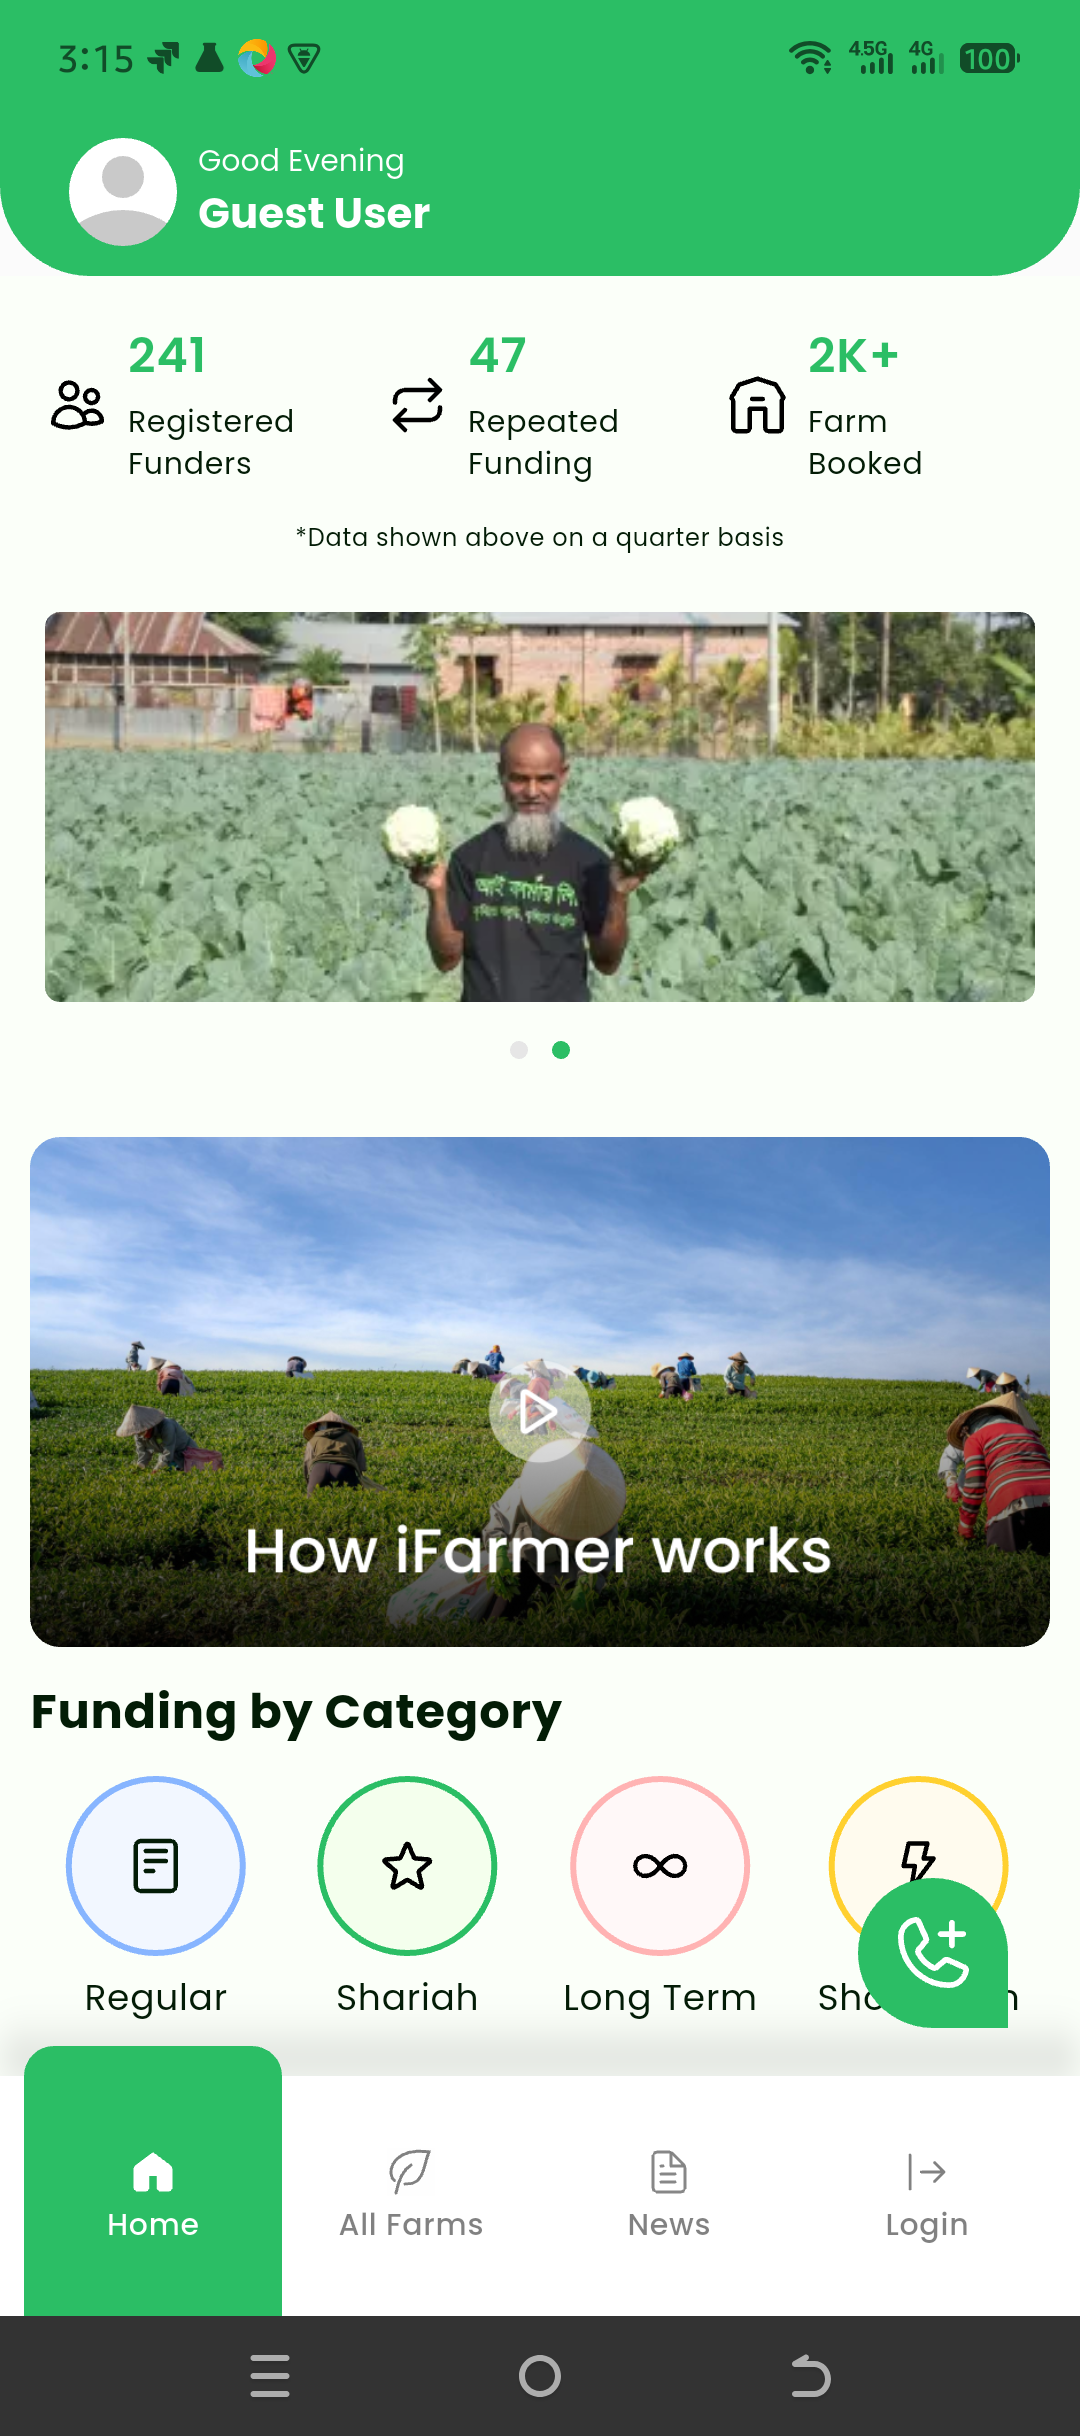 3:15
4.5G
4G
100
Good Evening
Guest User
241
Registered
Funders
47
Repeated
Funding
2K+
Farm
Booked
*Data shown above on a quarter basis
আই ফার্মার লি.
How iFarmer works
Funding by Category
Regular
Shariah
Long Term
Home
All Farms
News
Login